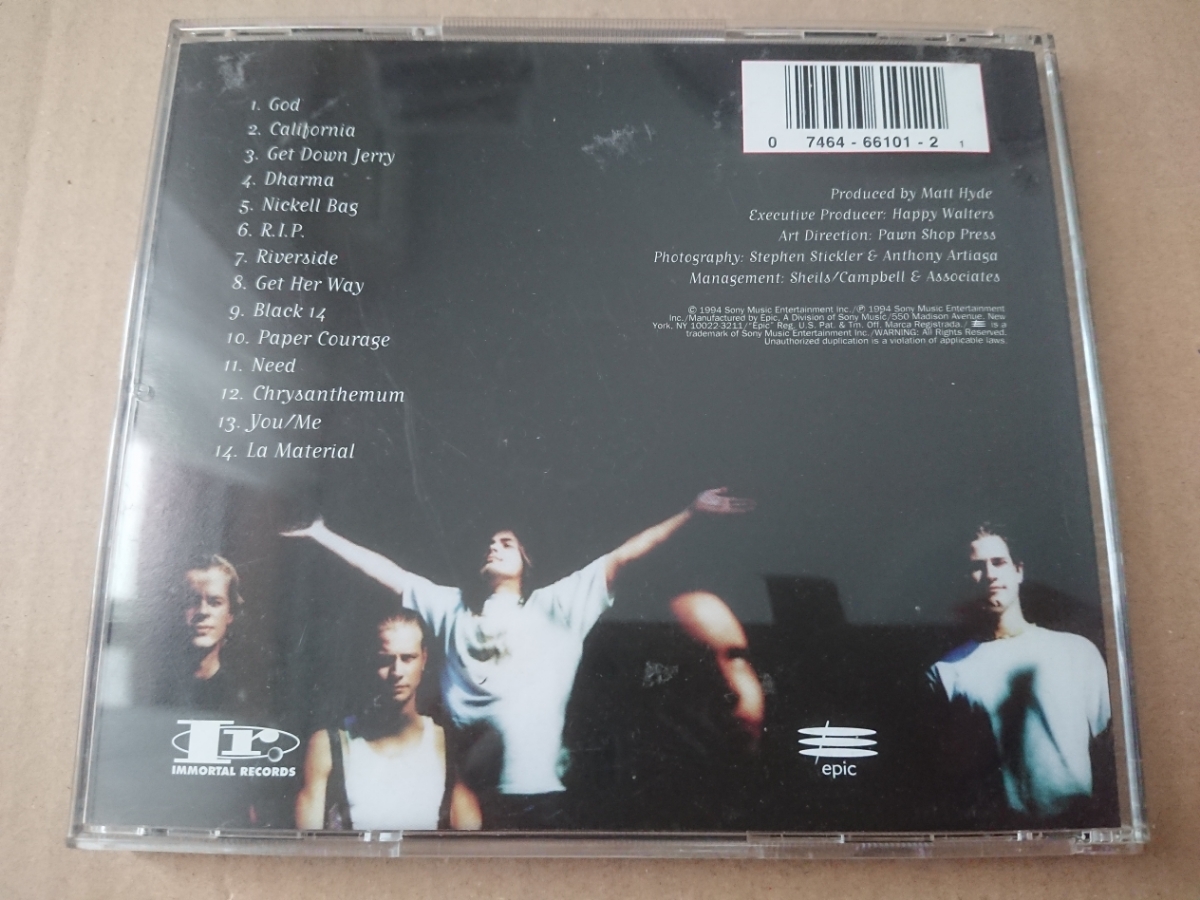 1. God
2. California
3. Get Down Jerry
4. Dharma
5. Nickell Bag
6. R.I.P.
7. Riverside
8. Get Her Way
9. Black 14
10. Paper Courage
11. Need
12. Chrysanthemum
13. You/Me
14. La Material
0 7464 - 66101 - 2 1
Produced by Matt Hyde
Executive Producer: Happy Walters
Art Direction: Pawn Shop Press
Photography: Stephen Stickler & Anthony Artiaga
Management: Sheils/Campbell & Associates
© 1994 Sony Music Entertainment Inc./℗ 1994 Sony Music Entertainment
Inc./Manufactured by Epic, A Division of Sony Music/550 Madison Avenue, New
York, NY 10022-3211/"Epic" Reg. U.S. Pat. & Tm. Off. Marca Registrada./ is a
trademark of Sony Music Entertainment Inc./WARNING: All Rights Reserved.
Unauthorized duplication is a violation of applicable laws.
Ir.
IMMORTAL RECORDS
epic